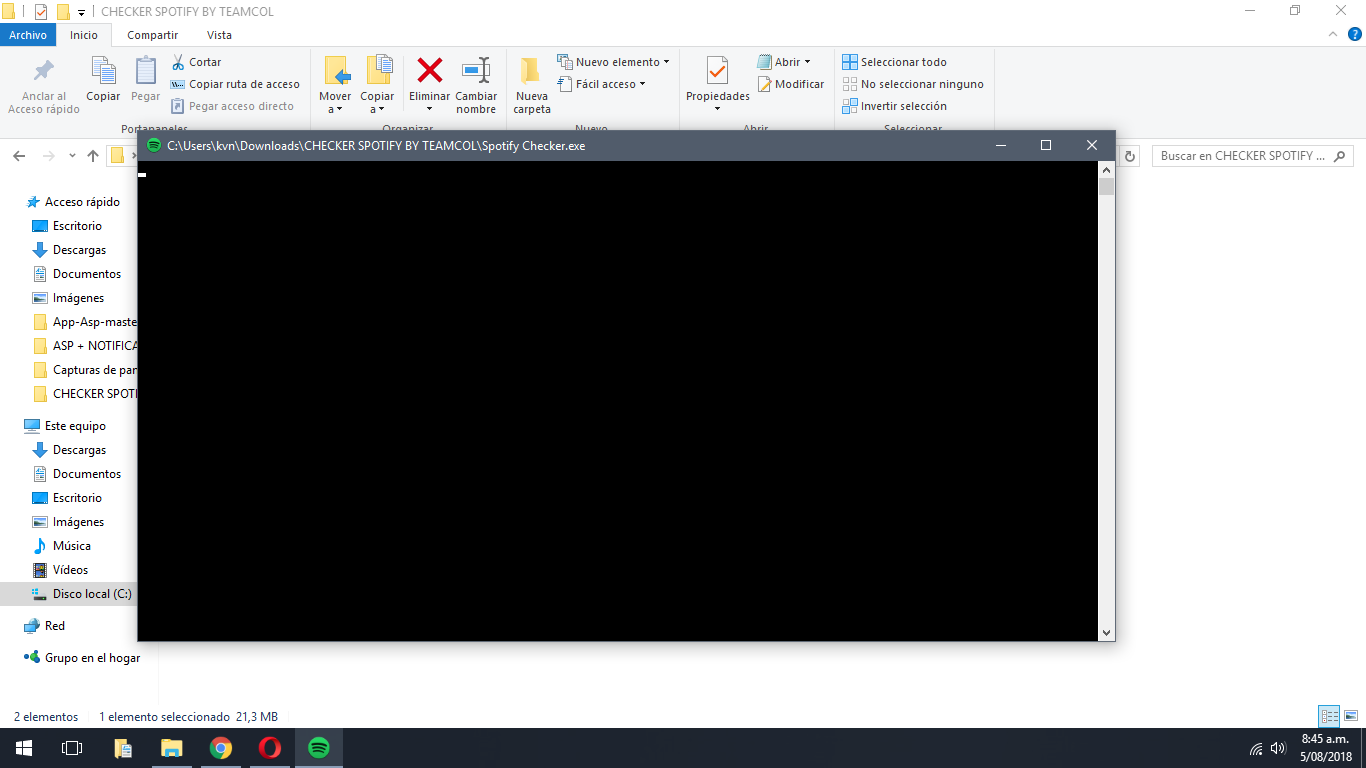 CHECKER SPOTIFY BY TEAMCOL
Archivo Inicio Compartir Vista
Anclar al Acceso rápido
Copiar
Pegar
Cortar
Copiar ruta de acceso
Pegar acceso directo
Portapapeles
Mover a
Copiar a
Eliminar
Cambiar nombre
Organizar
Nueva carpeta
Nuevo elemento
Fácil acceso
Nuevo
Propiedades
Abrir
Modificar
Abrir
Seleccionar todo
No seleccionar ninguno
Invertir selección
Seleccionar
C:\Users\kvn\Downloads\CHECKER SPOTIFY BY TEAMCOL\Spotify Checker.exe
Buscar en CHECKER SPOTIFY ...
Acceso rápido
Escritorio
Descargas
Documentos
Imágenes
App-Asp-maste
ASP + NOTIFICA
Capturas de pan
CHECKER SPOTI
Este equipo
Descargas
Documentos
Escritorio
Imágenes
Música
Vídeos
Disco local (C:)
Red
Grupo en el hogar
2 elementos 1 elemento seleccionado 21,3 MB
8:45 a.m.
5/08/2018